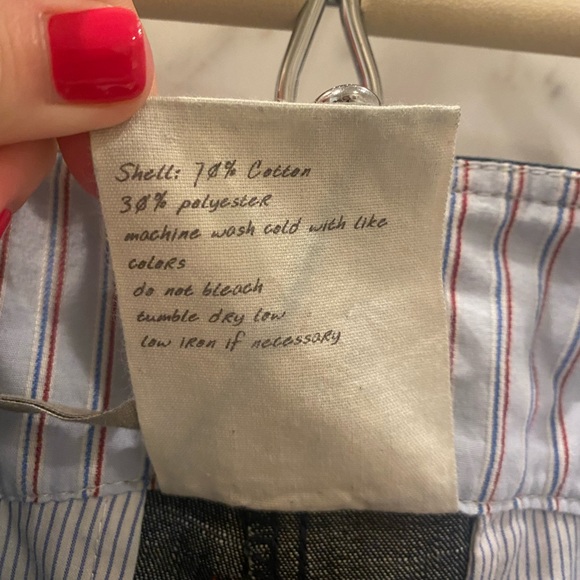 Shell: 70% Cotton
30% polyester
machine wash cold with like
colors
do not bleach
tumble dry low
low iron if necessary